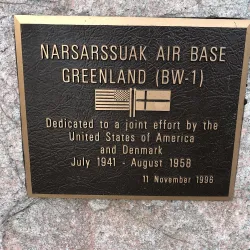 NARSARSSUAK AIR BASE
GREENLAND (BW-1)
Dedicated to a joint effort by the
United States of America
and Denmark
July 1941 - August 1958
11 November 1998